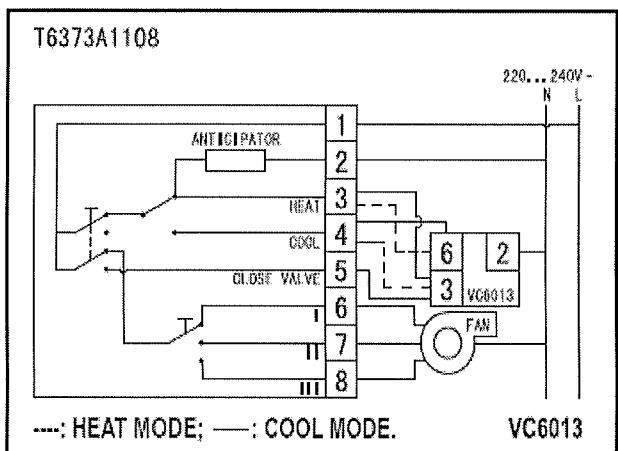 T6373A1108
220... 240V~
N L
1
ANTICIPATOR
2
3
HEAT
4
COOL
6 2
5
CLOSE VALVE
3 VC6013
6
I
FAN
7
II
8
III
----: HEAT MODE; —: COOL MODE. VC6013